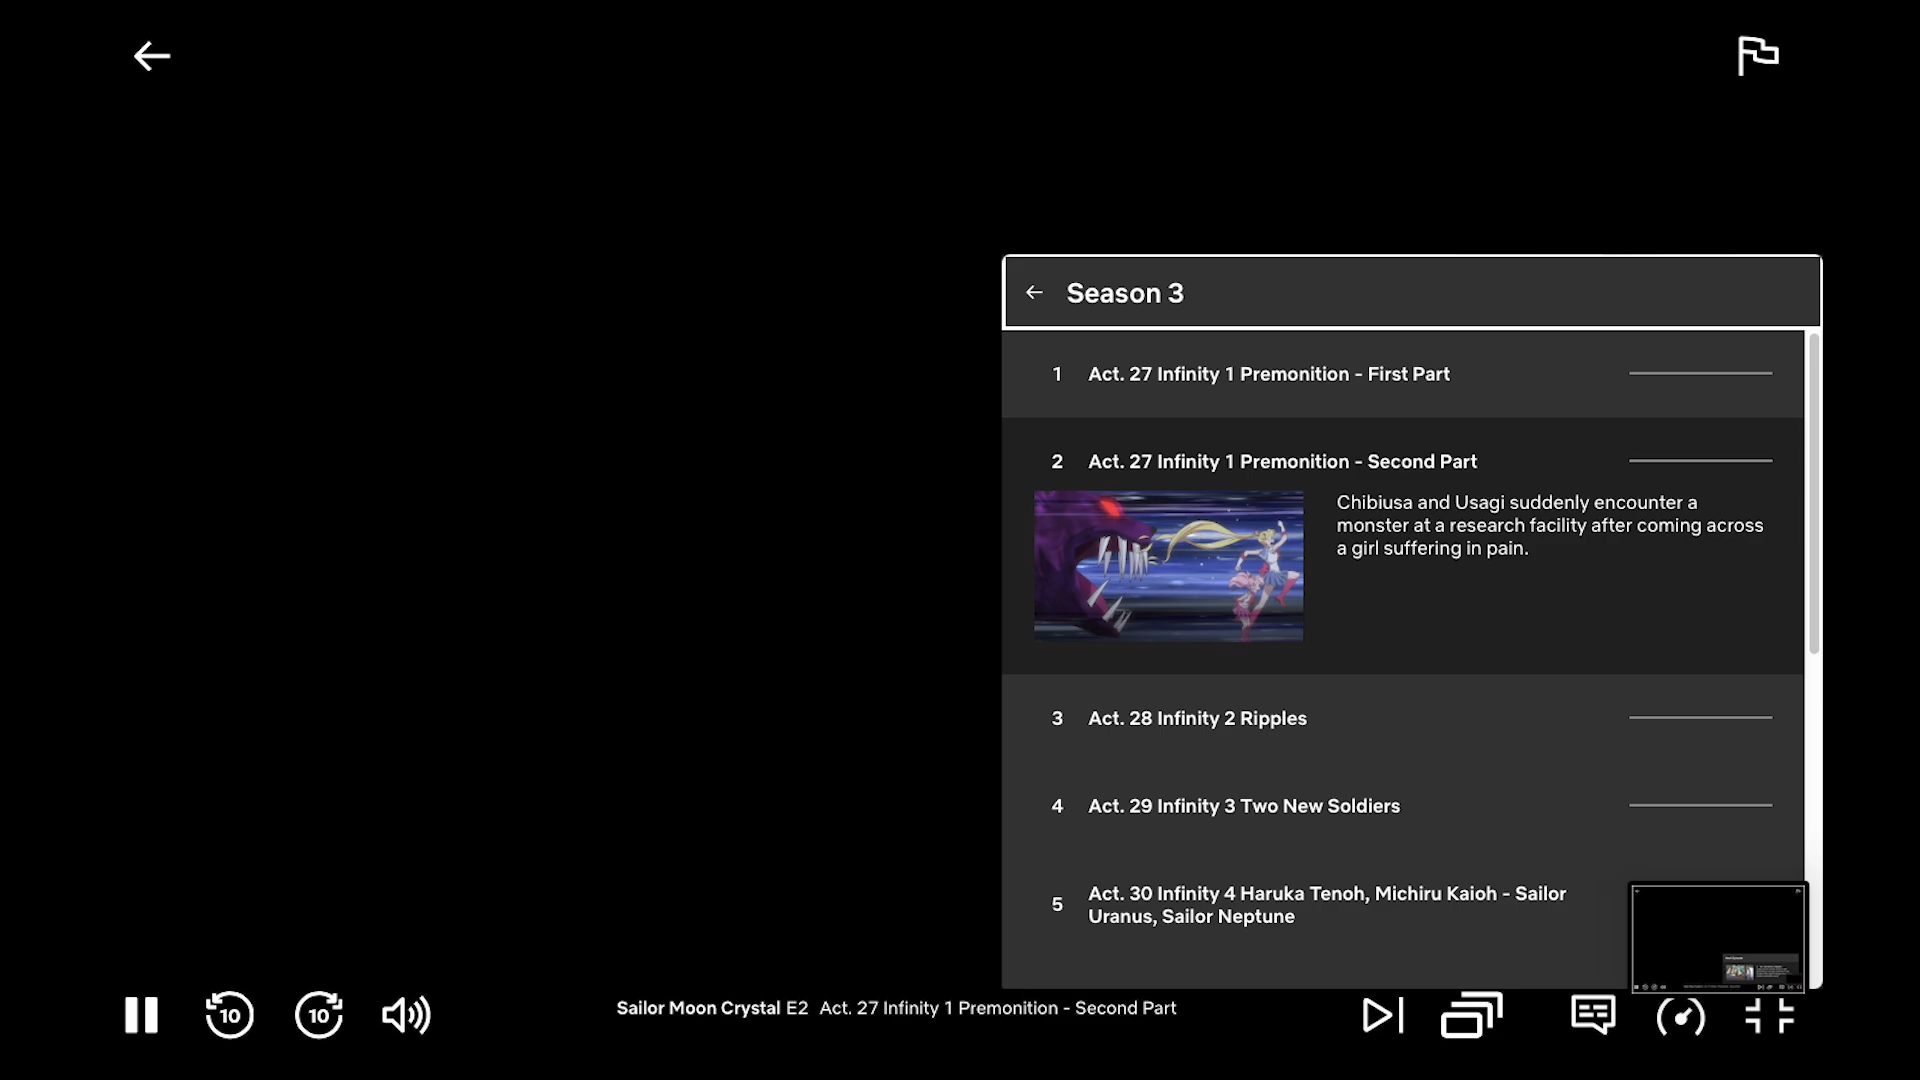 Season 3
1 Act. 27 Infinity 1 Premonition - First Part
2 Act. 27 Infinity 1 Premonition - Second Part
Chibiusa and Usagi suddenly encounter a
monster at a research facility after coming across
a girl suffering in pain.
3 Act. 28 Infinity 2 Ripples
4 Act. 29 Infinity 3 Two New Soldiers
5 Act. 30 Infinity 4 Haruka Tenoh, Michiru Kaioh - Sailor
Uranus, Sailor Neptune
10
10
Sailor Moon Crystal E2 Act. 27 Infinity 1 Premonition - Second Part